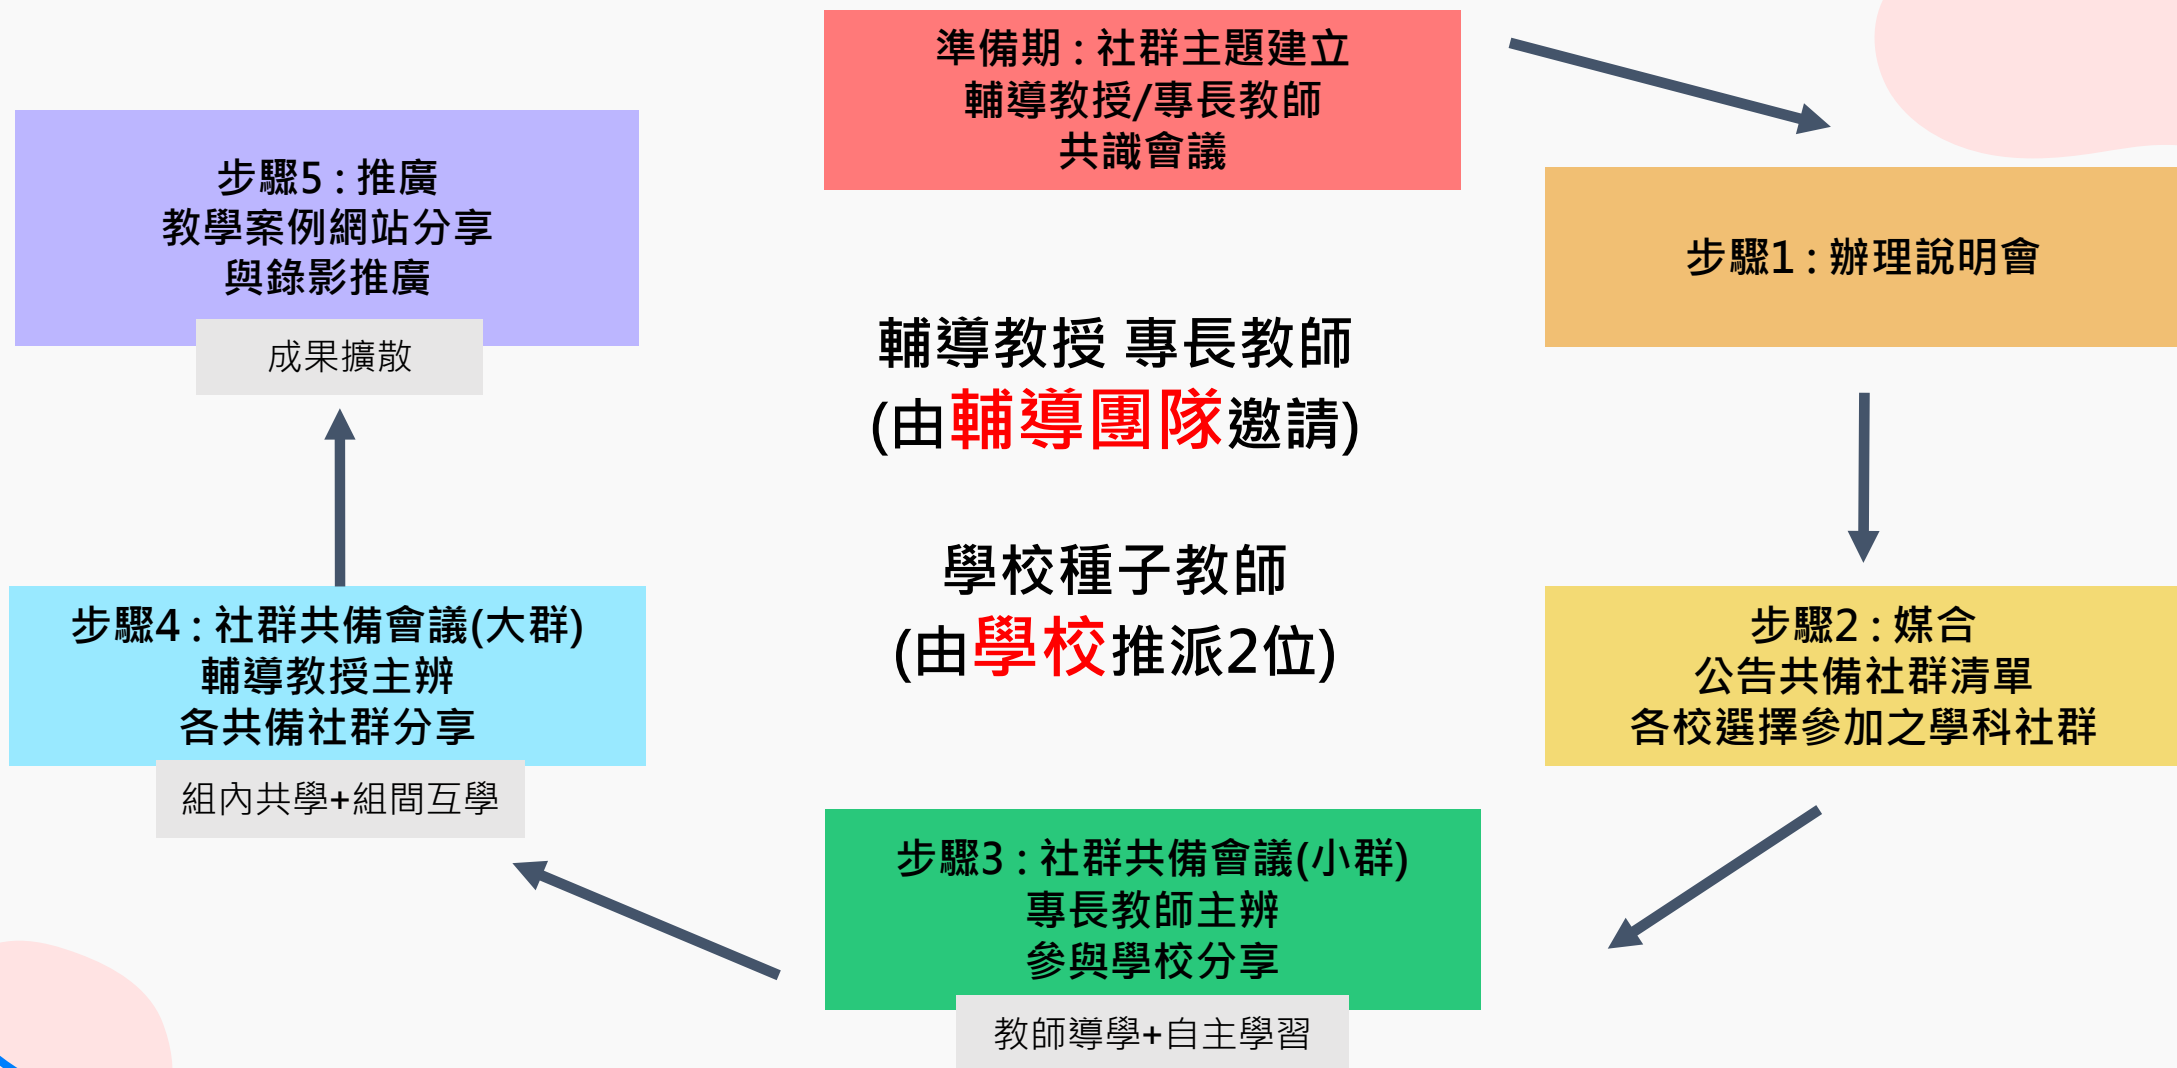 準備期 : 社群主題建立
輔導教授/專長教師
共識會議
步驟1 : 辦理說明會
步驟2 : 媒合
公告共備社群清單
各校選擇參加之學科社群
步驟3 : 社群共備會議(小群)
專長教師主辨
參與學校分享
教師導學+自主學習
步驟4 : 社群共備會議(大群)
輔導教授主辨
各共備社群分享
組內共學+組間互學
步驟5 : 推廣
教學案例網站分享
與錄影推廣
成果擴散
輔導教授 專長教師
(由輔導團隊邀請)
學校種子教師
(由學校推派2位)